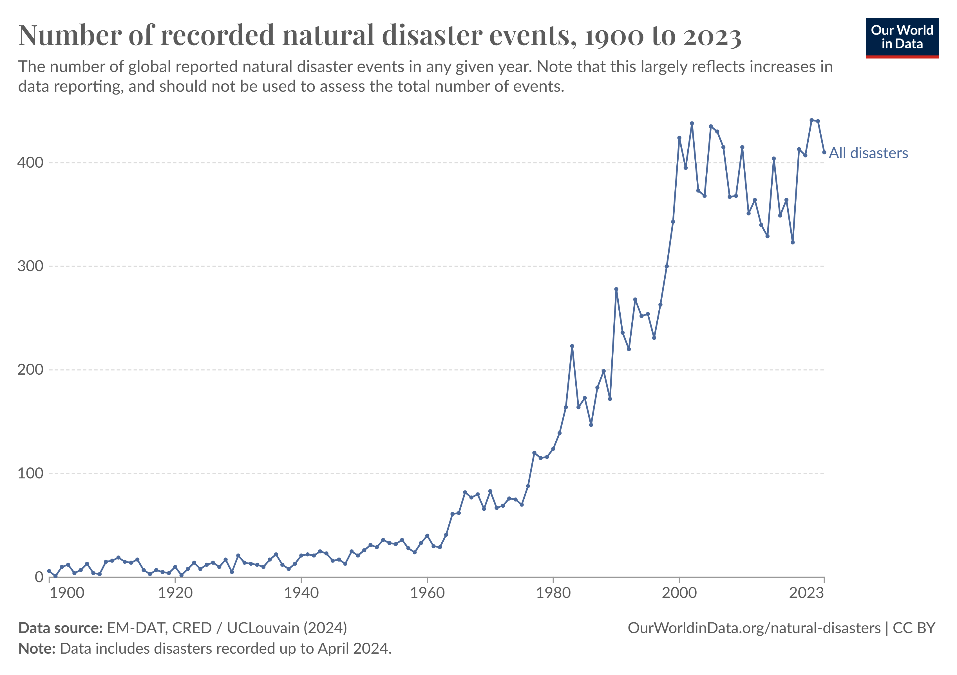 Number of recorded natural disaster events, 1900 to 2023
Our World
in Data
The number of global reported natural disaster events in any given year. Note that this largely reflects increases in
data reporting, and should not be used to assess the total number of events.
400
All disasters
300
200
100
0
1900 1920 1940 1960 1980 2000 2023
Data source: EM-DAT, CRED / UCLouvain (2024)
OurWorldinData.org/natural-disasters | CC BY
Note: Data includes disasters recorded up to April 2024.